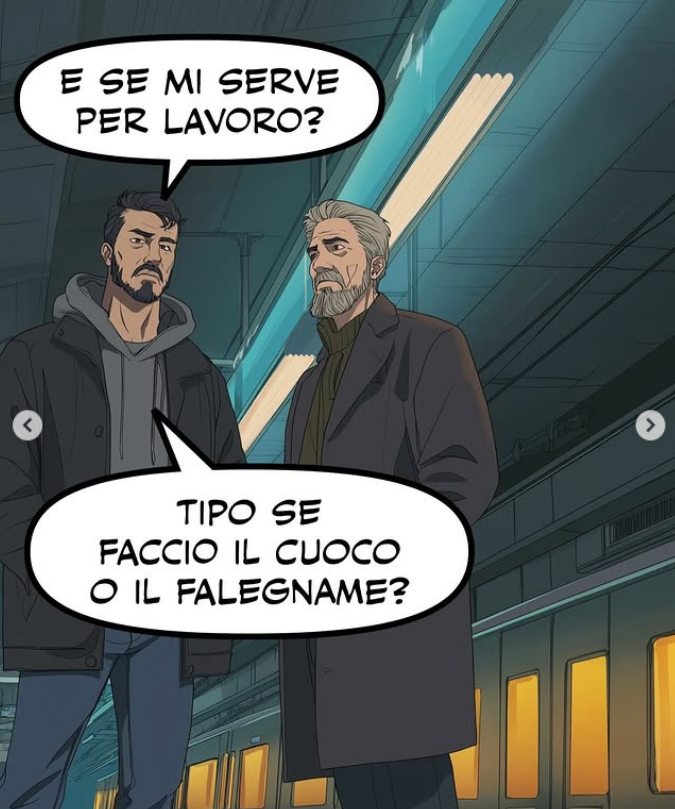 E SE MI SERVE
PER LAVORO?
TIPO SE
FACCIO IL CUOCO
O IL FALEGNAME?